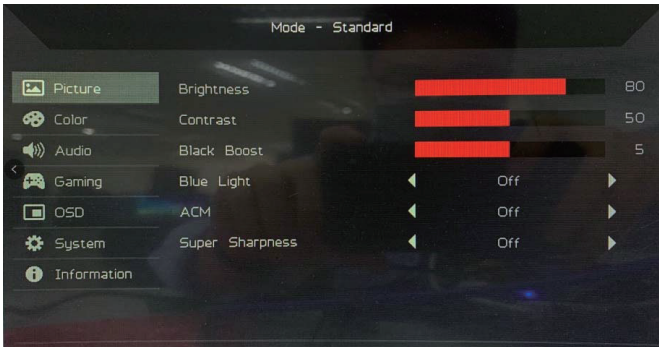 Mode - Standard
Picture
Color
Audio
Gaming
OSD
System
Information
Brightness 80
Contrast 50
Black Boost 5
Blue Light Off
ACM Off
Super Sharpness Off